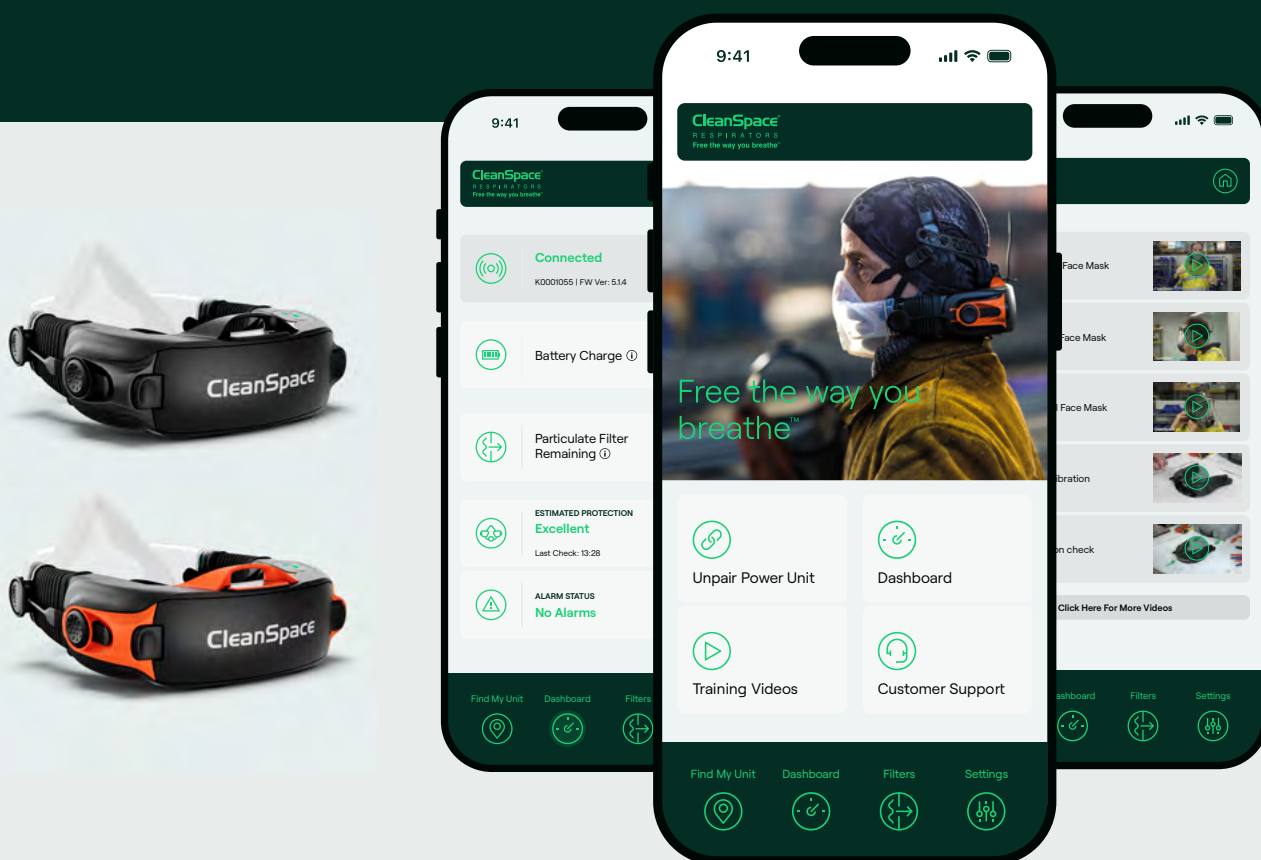 CleanSpace
CleanSpace
9:41
CleanSpace
RESPIRATORS
Free the way you breathe™
Connected
K0001055 | FW Ver: 5.1.4
Battery Charge
Particulate Filter
Remaining
ESTIMATED PROTECTION
Excellent
Last Check: 13:28
ALARM STATUS
No Alarms
Find My Unit Dashboard Filters
9:41
CleanSpace®
RESPIRATORS
Free the way you breathe™
Free the way you
breathe™
Unpair Power Unit
Dashboard
Training Videos
Customer Support
Find My Unit Dashboard Filters Settings
Face Mask
Face Mask
Face Mask
ibration
on check
Click Here For More Videos
ashboard Filters Settings